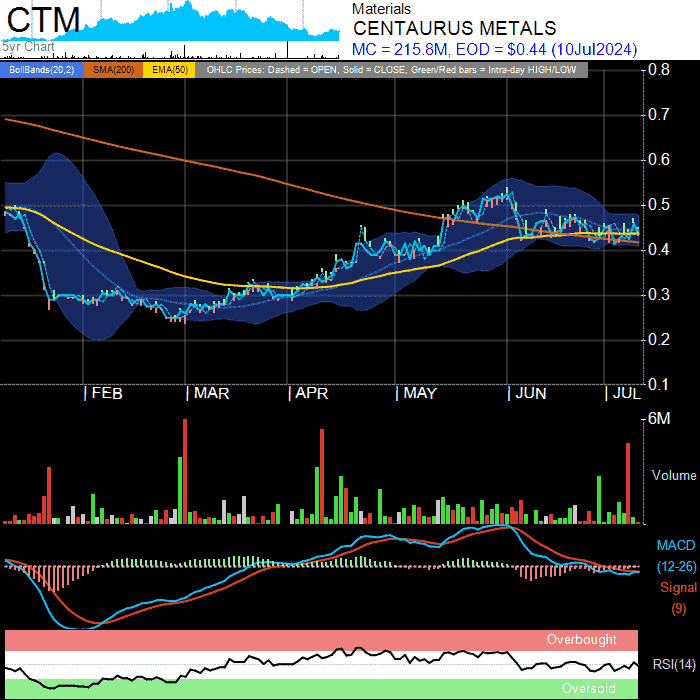 CTM
5yr Chart
Materials
CENTAURUS METALS
MC = 215.8M, EOD = $0.44 (10Jul2024)
BollBands(20,2) SMA(200) EMA(50) OHLC Prices: Dashed = OPEN, Solid = CLOSE, Green/Red bars = Intra-day HIGH/LOW
0.8
0.7
0.6
0.5
0.4
0.3
0.2
0.1
| FEB | MAR | APR | MAY | JUN | JUL
6M
Volume
MACD
(12-26)
Signal
(9)
Overbought
RSI(14)
Oversold